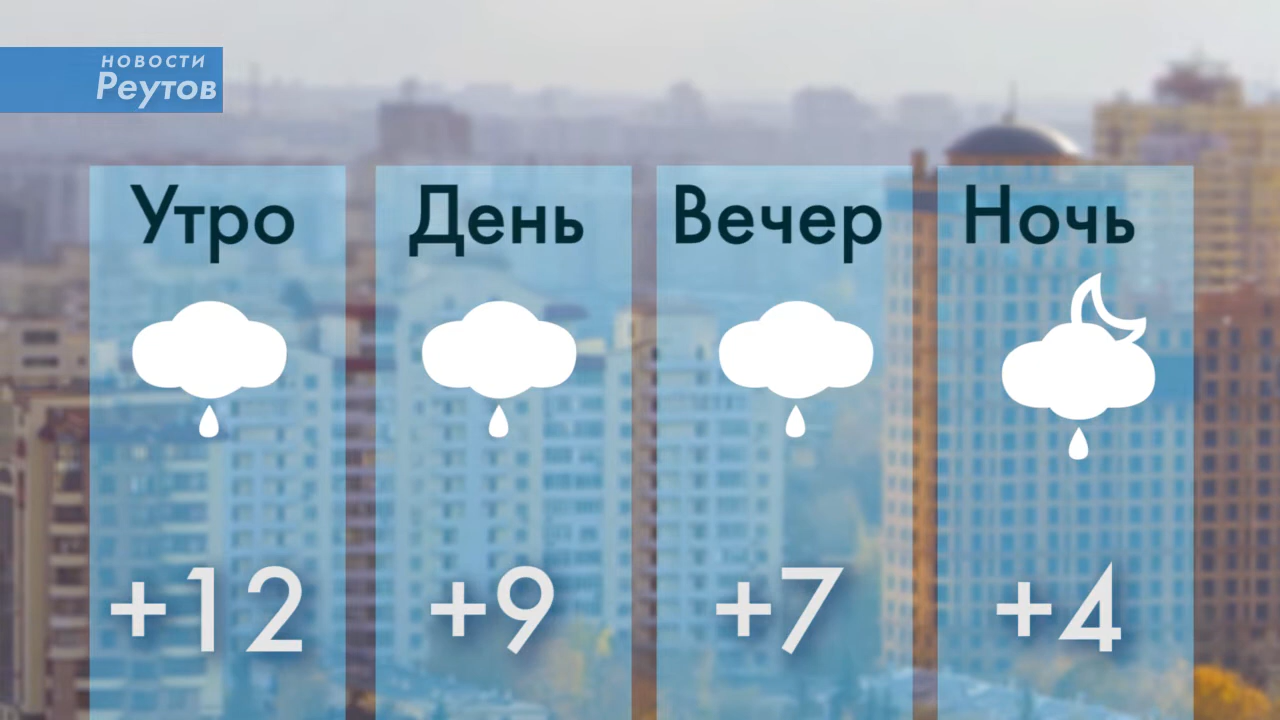 НОВОСТИ
Реутов
Утро
День
Вечер
Ночь
+12
+9
+7
+4